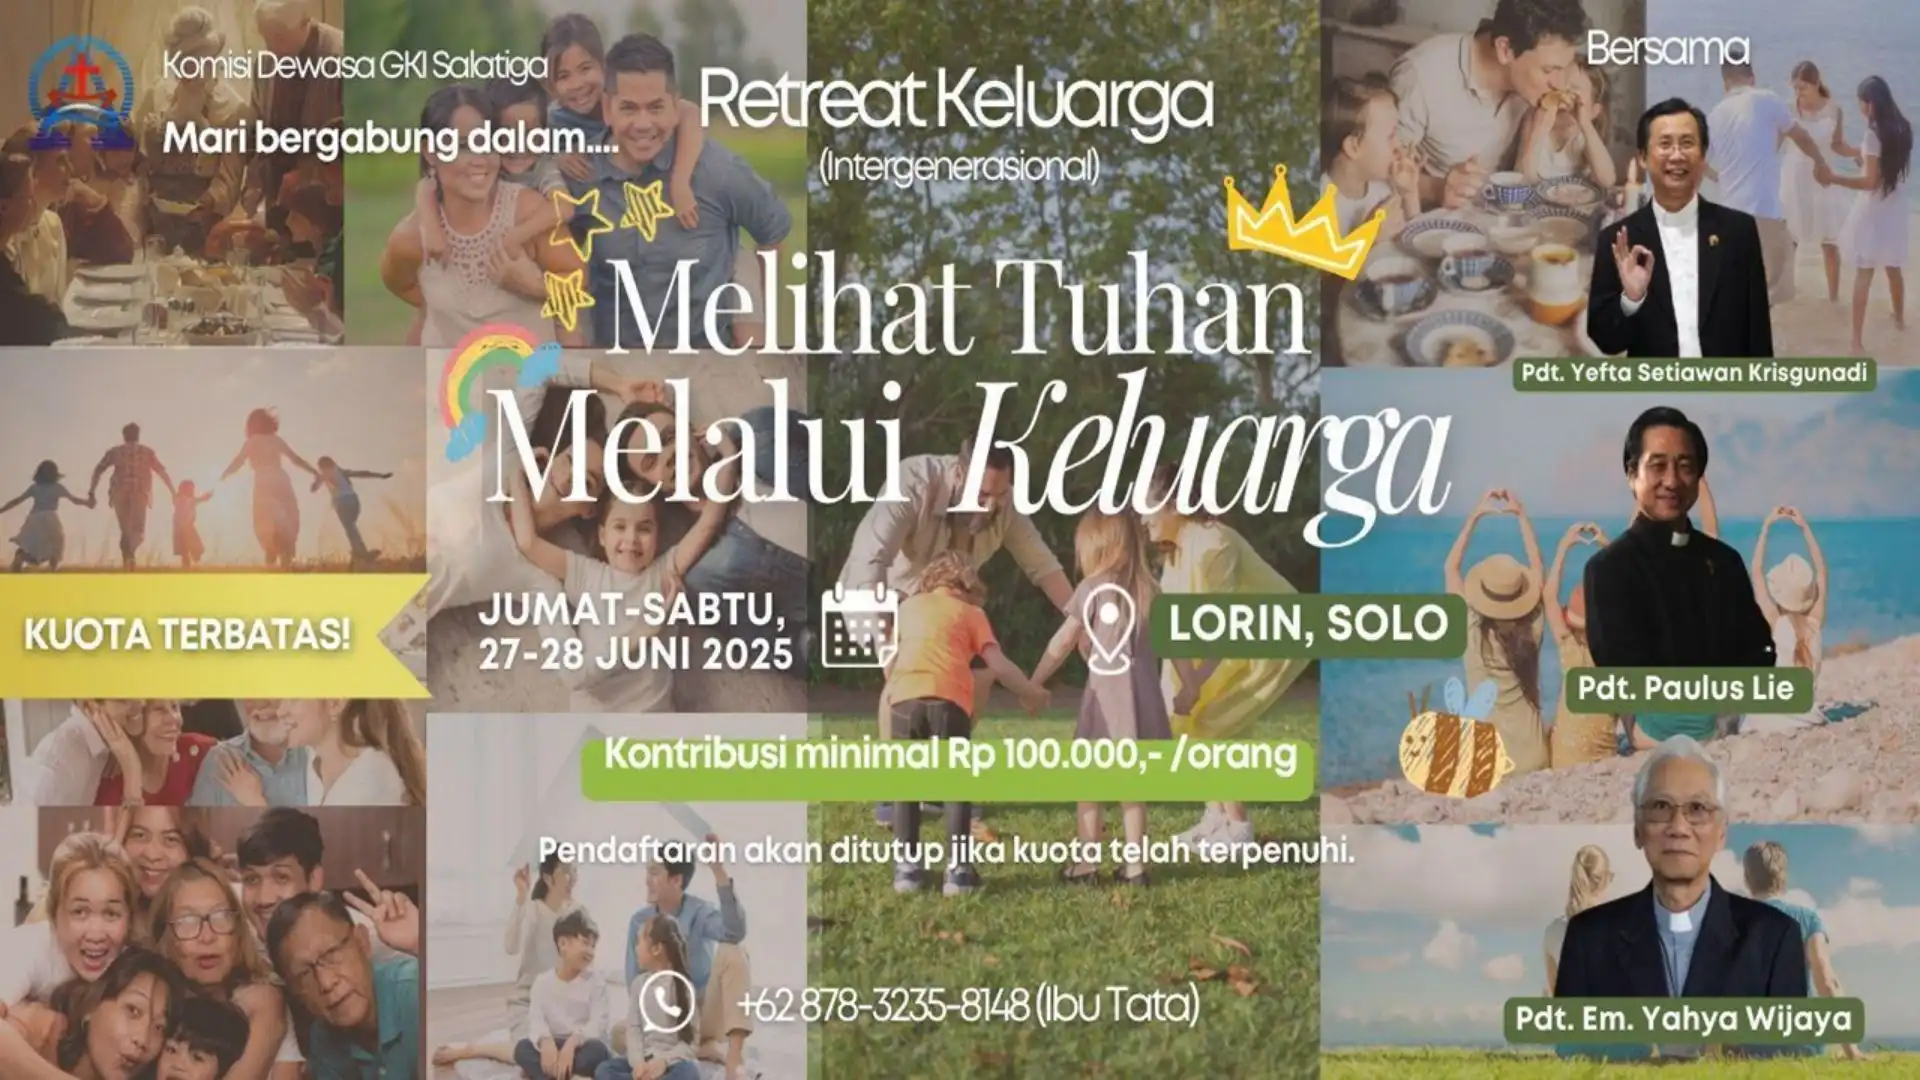 Komisi Dewasa GKI Salatiga
Mari bergabung dalam....
Retreat Keluarga
(Intergenerasional)
Melihat Tuhan
Melalui Keluarga
KUOTA TERBATAS!
JUMAT-SABTU,
27-28 JUNI 2025
LORIN, SOLO
Kontribusi minimal Rp 100.000,- /orang
Pendaftaran akan ditutup jika kuota telah terpenuhi.
+62 878-3235-8148 (Ibu Tata)
Bersama
Pdt. Yefta Setiawan Krisgunadi
Pdt. Paulus Lie
Pdt. Em. Yahya Wijaya